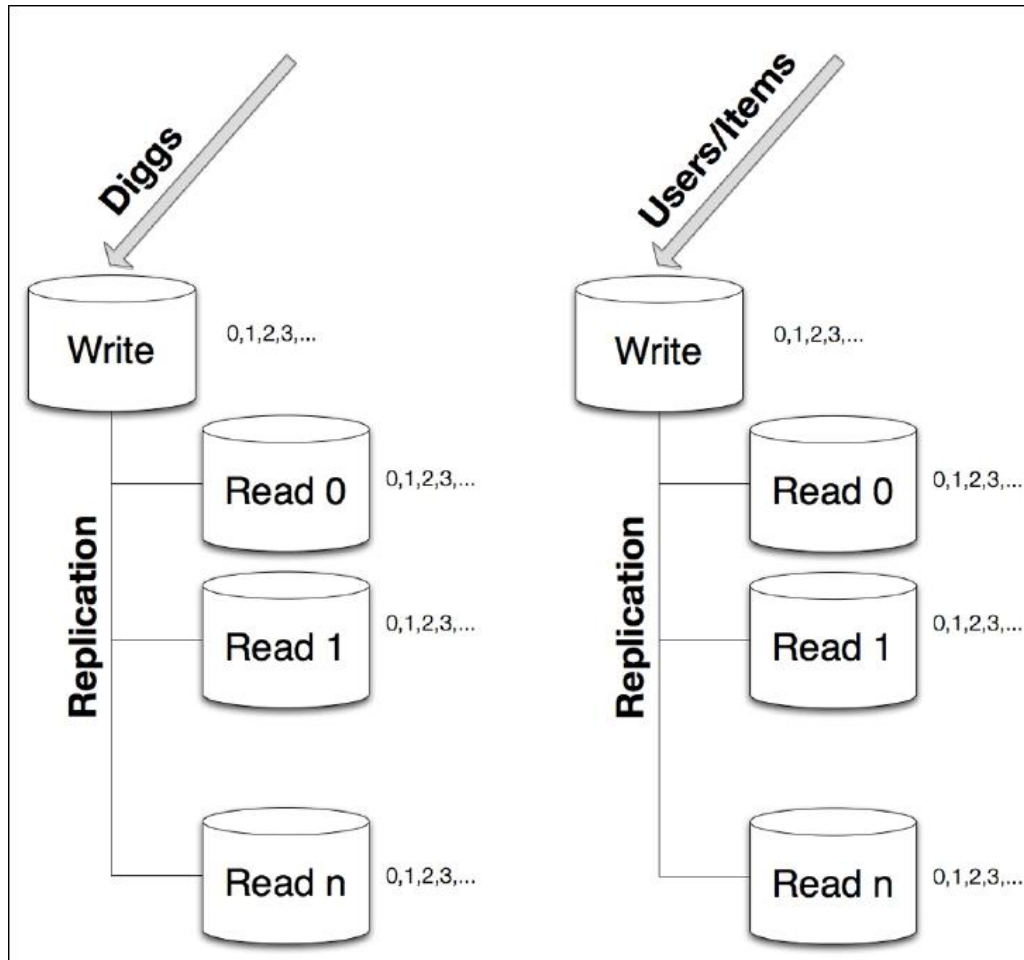 Diggs
Write
0,1,2,3,...
Read 0
0,1,2,3,...
Replication
Read 1
0,1,2,3,...
Read n
0,1,2,3,...
Users/Items
Write
0,1,2,3,...
Read 0
0,1,2,3,...
Replication
Read 1
0,1,2,3,...
Read n
0,1,2,3,...